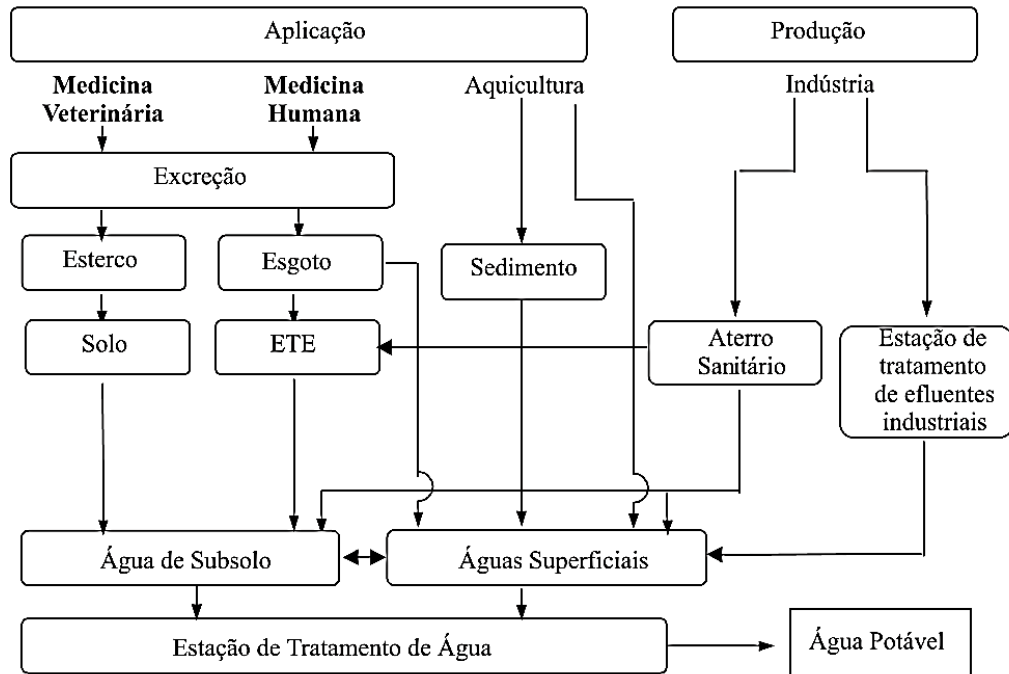 Aplicação
Produção
Medicina
Veterinária
Medicina
Humana
Aquicultura
Indústria
Excreção
Esterco
Esgoto
Sedimento
Solo
ETE
Aterro
Sanitário
Estação de
tratamento
de efluentes
industriais
Água de Subsolo
Águas Superficiais
Estação de Tratamento de Água
Água Potável